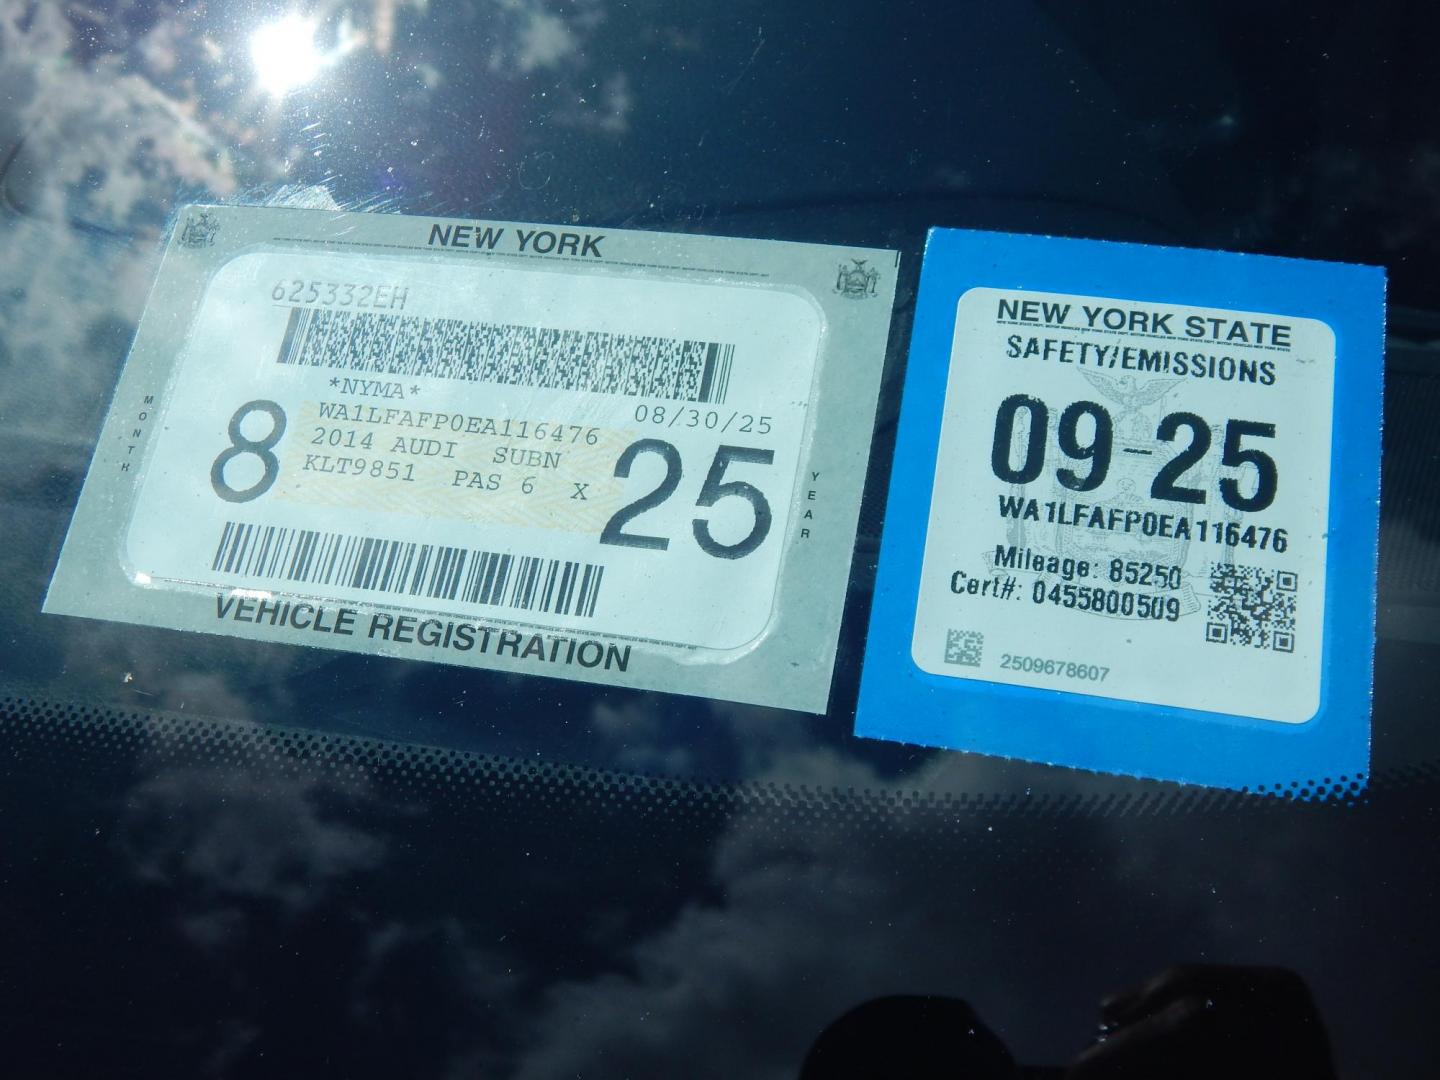 NEW YORK
625332EH
*NYMA*
WA1LFAFP0EA116476 08/30/25
2014 AUDI SUBN
KLT9851 PAS 6 X
8 25
MONTH
YEAR
VEHICLE REGISTRATION
NEW YORK STATE
SAFETY/EMISSIONS
09-25
WA1LFAFP0EA116476
Mileage: 85250
Cert#: 0455800509
2509678607